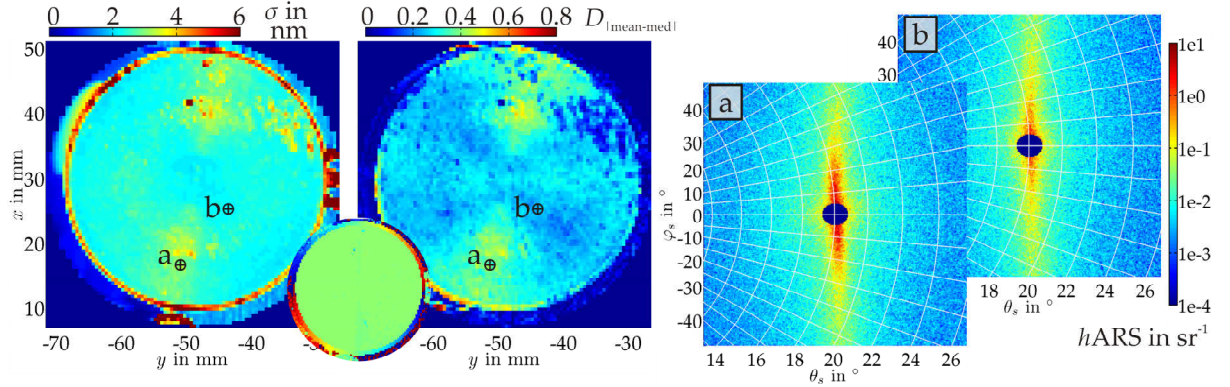 0 2 4 6 σ in nm
0 0.2 0.4 0.6 0.8 D|mean-med|
50
40
30
20
10
x in mm
a
b
a
b
-70 -60 -50 -40 -30
y in mm
-60 -50 -40 -30
y in mm
a
40
30
20
10
0
-10
-20
-30
-40
φs in °
14 16 18 20 22 24 26
θs in °
b
40
30
18 20 22 24 26
θs in °
1e1
1e0
1e-1
1e-2
1e-3
1e-4
hARS in sr⁻¹